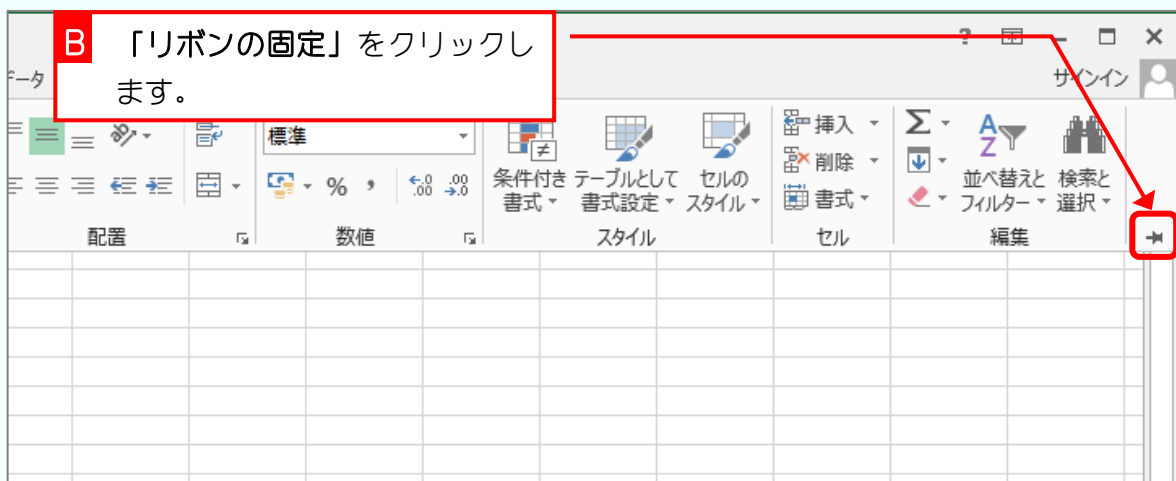 B 「リボンの固定」をクリックし
ます。
?
データ
サインイン
標準
%
条件付き
書式
テーブルとして
書式設定
セルの
スタイル
挿入
削除
書式
Σ
並べ替えと
フィルター
検索と
選択
配置
数値
スタイル
セル
編集